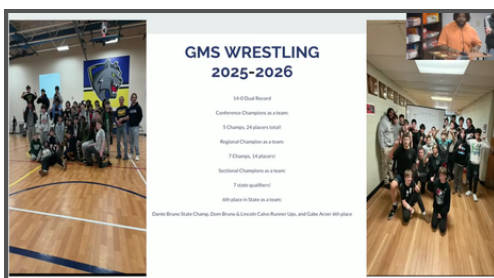 GMS WRESTLING
2025-2026
14-0 Dual Record
Conference Champions as a team:
5 Champs, 24 placers total!
Regional Champion as a team:
7 Champs, 14 placers!
Sectional Champions as a team:
7 state qualifiers!
6th place in State as a team:
Dante Bruno State Champ, Dom Bruno & Lincoln Calvo Runner Ups, and Gabe Arzer 6th place